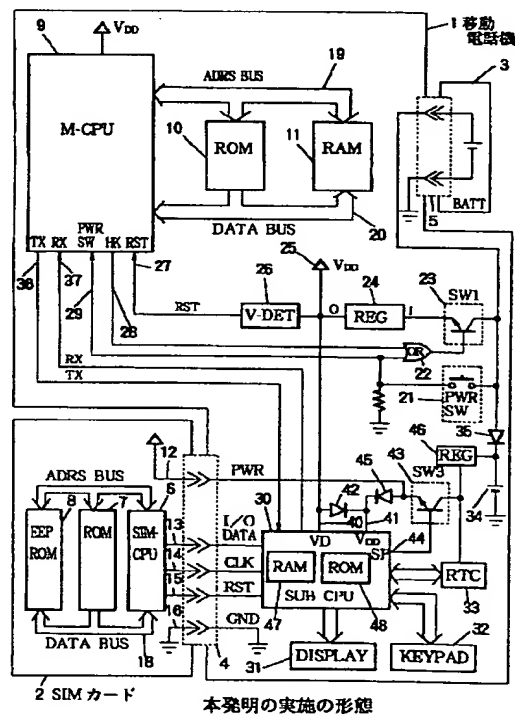 9
VDD
19
1 移動
電話機
3
ADRS BUS
M-CPU
10
ROM
11
RAM
DATA BUS
20
5
BATT
TX RX PWR SW HK RST
38
37
29
28
27
25
VDD
26
24
23
SW1
RST
V-DET
O
REG
I
OR
22
RX
TX
21
PWR
SW
35
46
REG
43
SW3
34
12
PWR
45
42
ADRS BUS
8
7
6
30
40
41
EEP
ROM
ROM
SIM-
CPU
13
I/O
DATA
VD
VDD
44
14
CLK
RAM
ROM
RTC
15
RST
SUB CPU
33
16
GND
47
48
32
DATA BUS
18
4
31
DISPLAY
KEYPAD
2 SIM カード
本発明の実施の形態